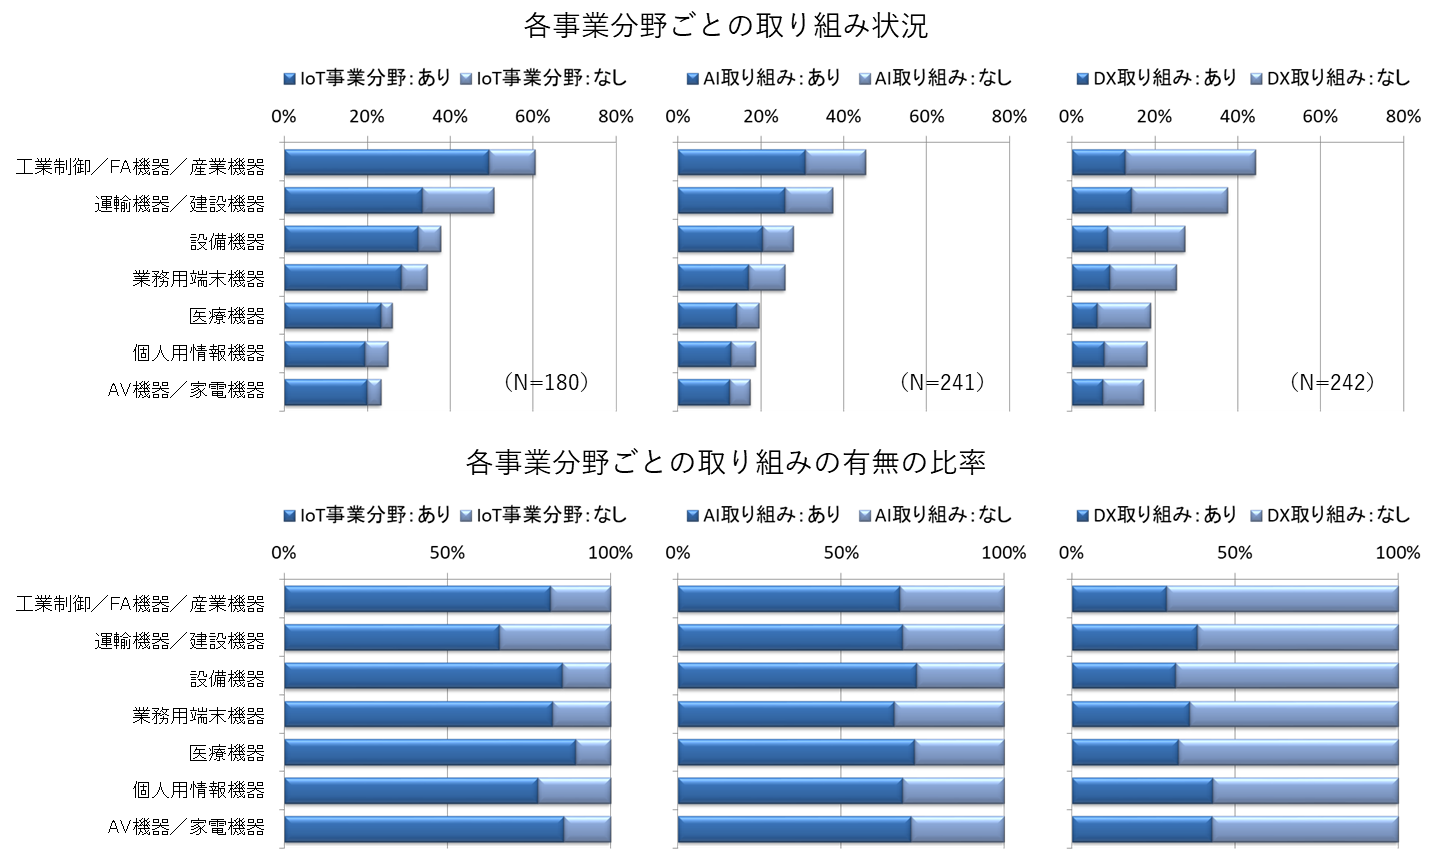 各事業分野ごとの取り組み状況
■IoT事業分野：あり ■IoT事業分野：なし
0% 20% 40% 60% 80%
■AI取り組み：あり ■AI取り組み：なし
0% 20% 40% 60% 80%
■DX取り組み：あり ■DX取り組み：なし
0% 20% 40% 60% 80%
工業制御／FA機器／産業機器
運輸機器／建設機器
設備機器
業務用端末機器
医療機器
個人用情報機器
AV機器／家電機器
（N=180）
（N=241）
（N=242）
各事業分野ごとの取り組みの有無の比率
■IoT事業分野：あり ■IoT事業分野：なし
0% 50% 100%
■AI取り組み：あり ■AI取り組み：なし
0% 50% 100%
■DX取り組み：あり ■DX取り組み：なし
0% 50% 100%
工業制御／FA機器／産業機器
運輸機器／建設機器
設備機器
業務用端末機器
医療機器
個人用情報機器
AV機器／家電機器